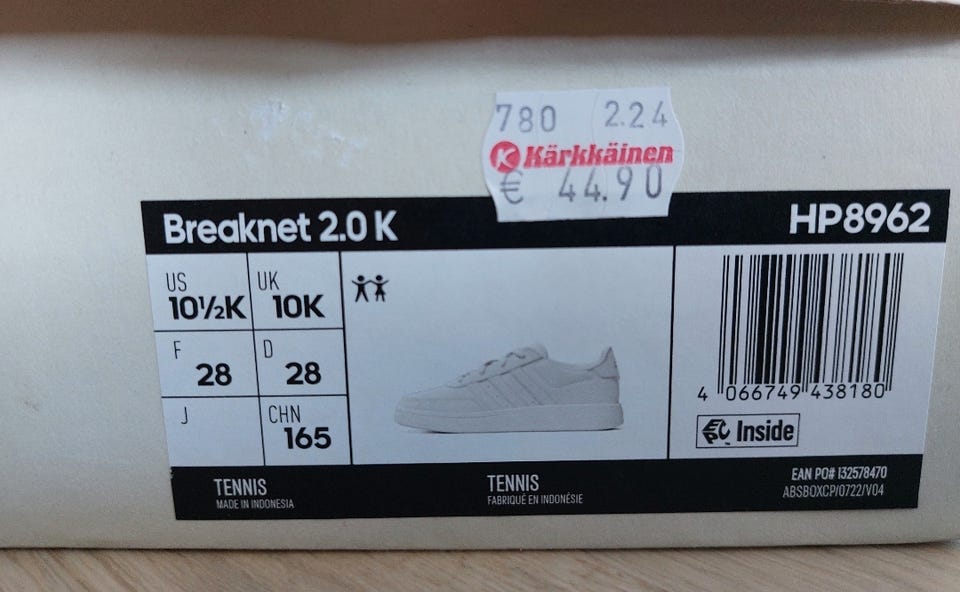 780 2.24
K Kärkkäinen
€ 44.90
Breaknet 2.0 K HP8962
US 10½K UK 10K
F 28 D 28
J CHN 165
4 066749 438180
EPC Inside
TENNIS
MADE IN INDONESIA
TENNIS
FABRIQUÉ EN INDONÉSIE
EAN PO# 132578470
ABSBOXCP/0722/V04